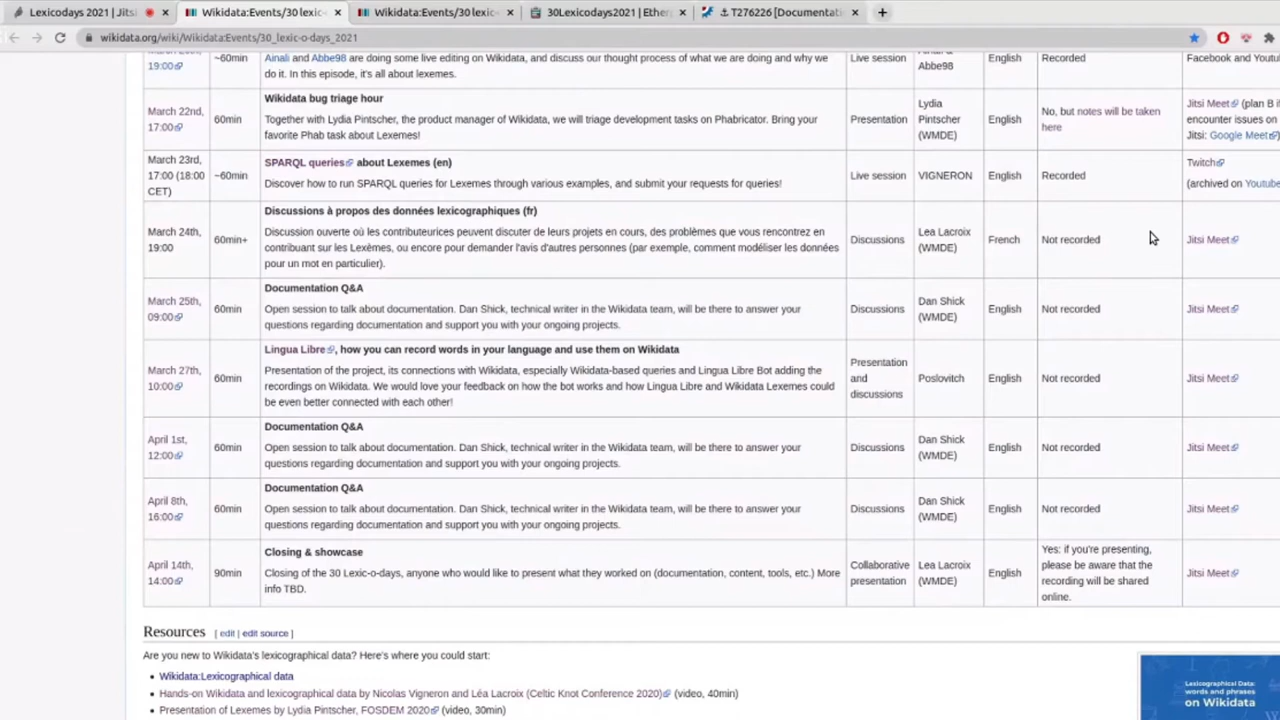 Lexicodays 2021 | Jitsi
Wikidata:Events/30 lexic-
Wikidata:Events/30 lexic-
30Lexicodays2021 | Ether
T276226 [Documentat
wikidata.org/wiki/Wikidata:Events/30_lexic-o-days_2021
19:00
~60min
Ainali and Abbe98 are doing some live editing on Wikidata, and discuss our thought process of what we are doing and why we
do it. In this episode, it's all about lexemes.
Live session
Abbe98
English
Recorded
Facebook and Youtu
March 22nd,
17:00
60min
Wikidata bug triage hour
Together with Lydia Pintscher, the product manager of Wikidata, we will triage development tasks on Phabricator. Bring your
favorite Phab task about Lexemes!
Presentation
Lydia
Pintscher
(WMDE)
English
No, but notes will be taken
here
Jitsi Meet (plan B i
encounter issues on
Jitsi: Google Meet)
March 23rd,
17:00 (18:00
CET)
~60min
SPARQL queries about Lexemes (en)
Discover how to run SPARQL queries for Lexemes through various examples, and submit your requests for queries!
Live session
VIGNERON
English
Recorded
Twitch
(archived on Youtube
March 24th,
19:00
60min+
Discussions à propos des données lexicographiques (fr)
Discussion ouverte où les contributeurices peuvent discuter de leurs projets en cours, des problèmes que vous rencontrez en
contribuant sur les Lexèmes, ou encore pour demander l'avis d'autres personnes (par exemple, comment modéliser les données
pour un mot en particulier).
Discussions
Lea Lacroix
(WMDE)
French
Not recorded
Jitsi Meet
March 25th,
09:00
60min
Documentation Q&A
Open session to talk about documentation. Dan Shick, technical writer in the Wikidata team, will be there to answer your
questions regarding documentation and support you with your ongoing projects.
Discussions
Dan Shick
(WMDE)
English
Not recorded
Jitsi Meet
March 27th,
10:00
60min
Lingua Libre, how you can record words in your language and use them on Wikidata
Presentation of the project, its connections with Wikidata, especially Wikidata-based queries and Lingua Libre Bot adding the
recordings on Wikidata. We would love your feedback on how the bot works and how Lingua Libre and Wikidata Lexemes could
be even better connected with each other!
Presentation
and
discussions
Poslovitch
English
Not recorded
Jitsi Meet
April 1st,
12:00
60min
Documentation Q&A
Open session to talk about documentation. Dan Shick, technical writer in the Wikidata team, will be there to answer your
questions regarding documentation and support you with your ongoing projects.
Discussions
Dan Shick
(WMDE)
English
Not recorded
Jitsi Meet
April 8th,
16:00
60min
Documentation Q&A
Open session to talk about documentation. Dan Shick, technical writer in the Wikidata team, will be there to answer your
questions regarding documentation and support you with your ongoing projects.
Discussions
Dan Shick
(WMDE)
English
Not recorded
Jitsi Meet
April 14th,
14:00
90min
Closing & showcase
Closing of the 30 Lexic-o-days, anyone who would like to present what they worked on (documentation, content, tools, etc.) More
info TBD.
Collaborative
presentation
Lea Lacroix
(WMDE)
English
Yes: if you're presenting,
please be aware that the
recording will be shared
online.
Jitsi Meet
Resources [ edit | edit source ]
Are you new to Wikidata's lexicographical data? Here's where you could start:
Wikidata:Lexicographical data
Hands-on Wikidata and lexicographical data by Nicolas Vigneron and Léa Lacroix (Celtic Knot Conference 2020) (video, 40min)
Presentation of Lexemes by Lydia Pintscher, FOSDEM 2020 (video, 30min)
Lexicographical Data:
words and phrases
on Wikidata